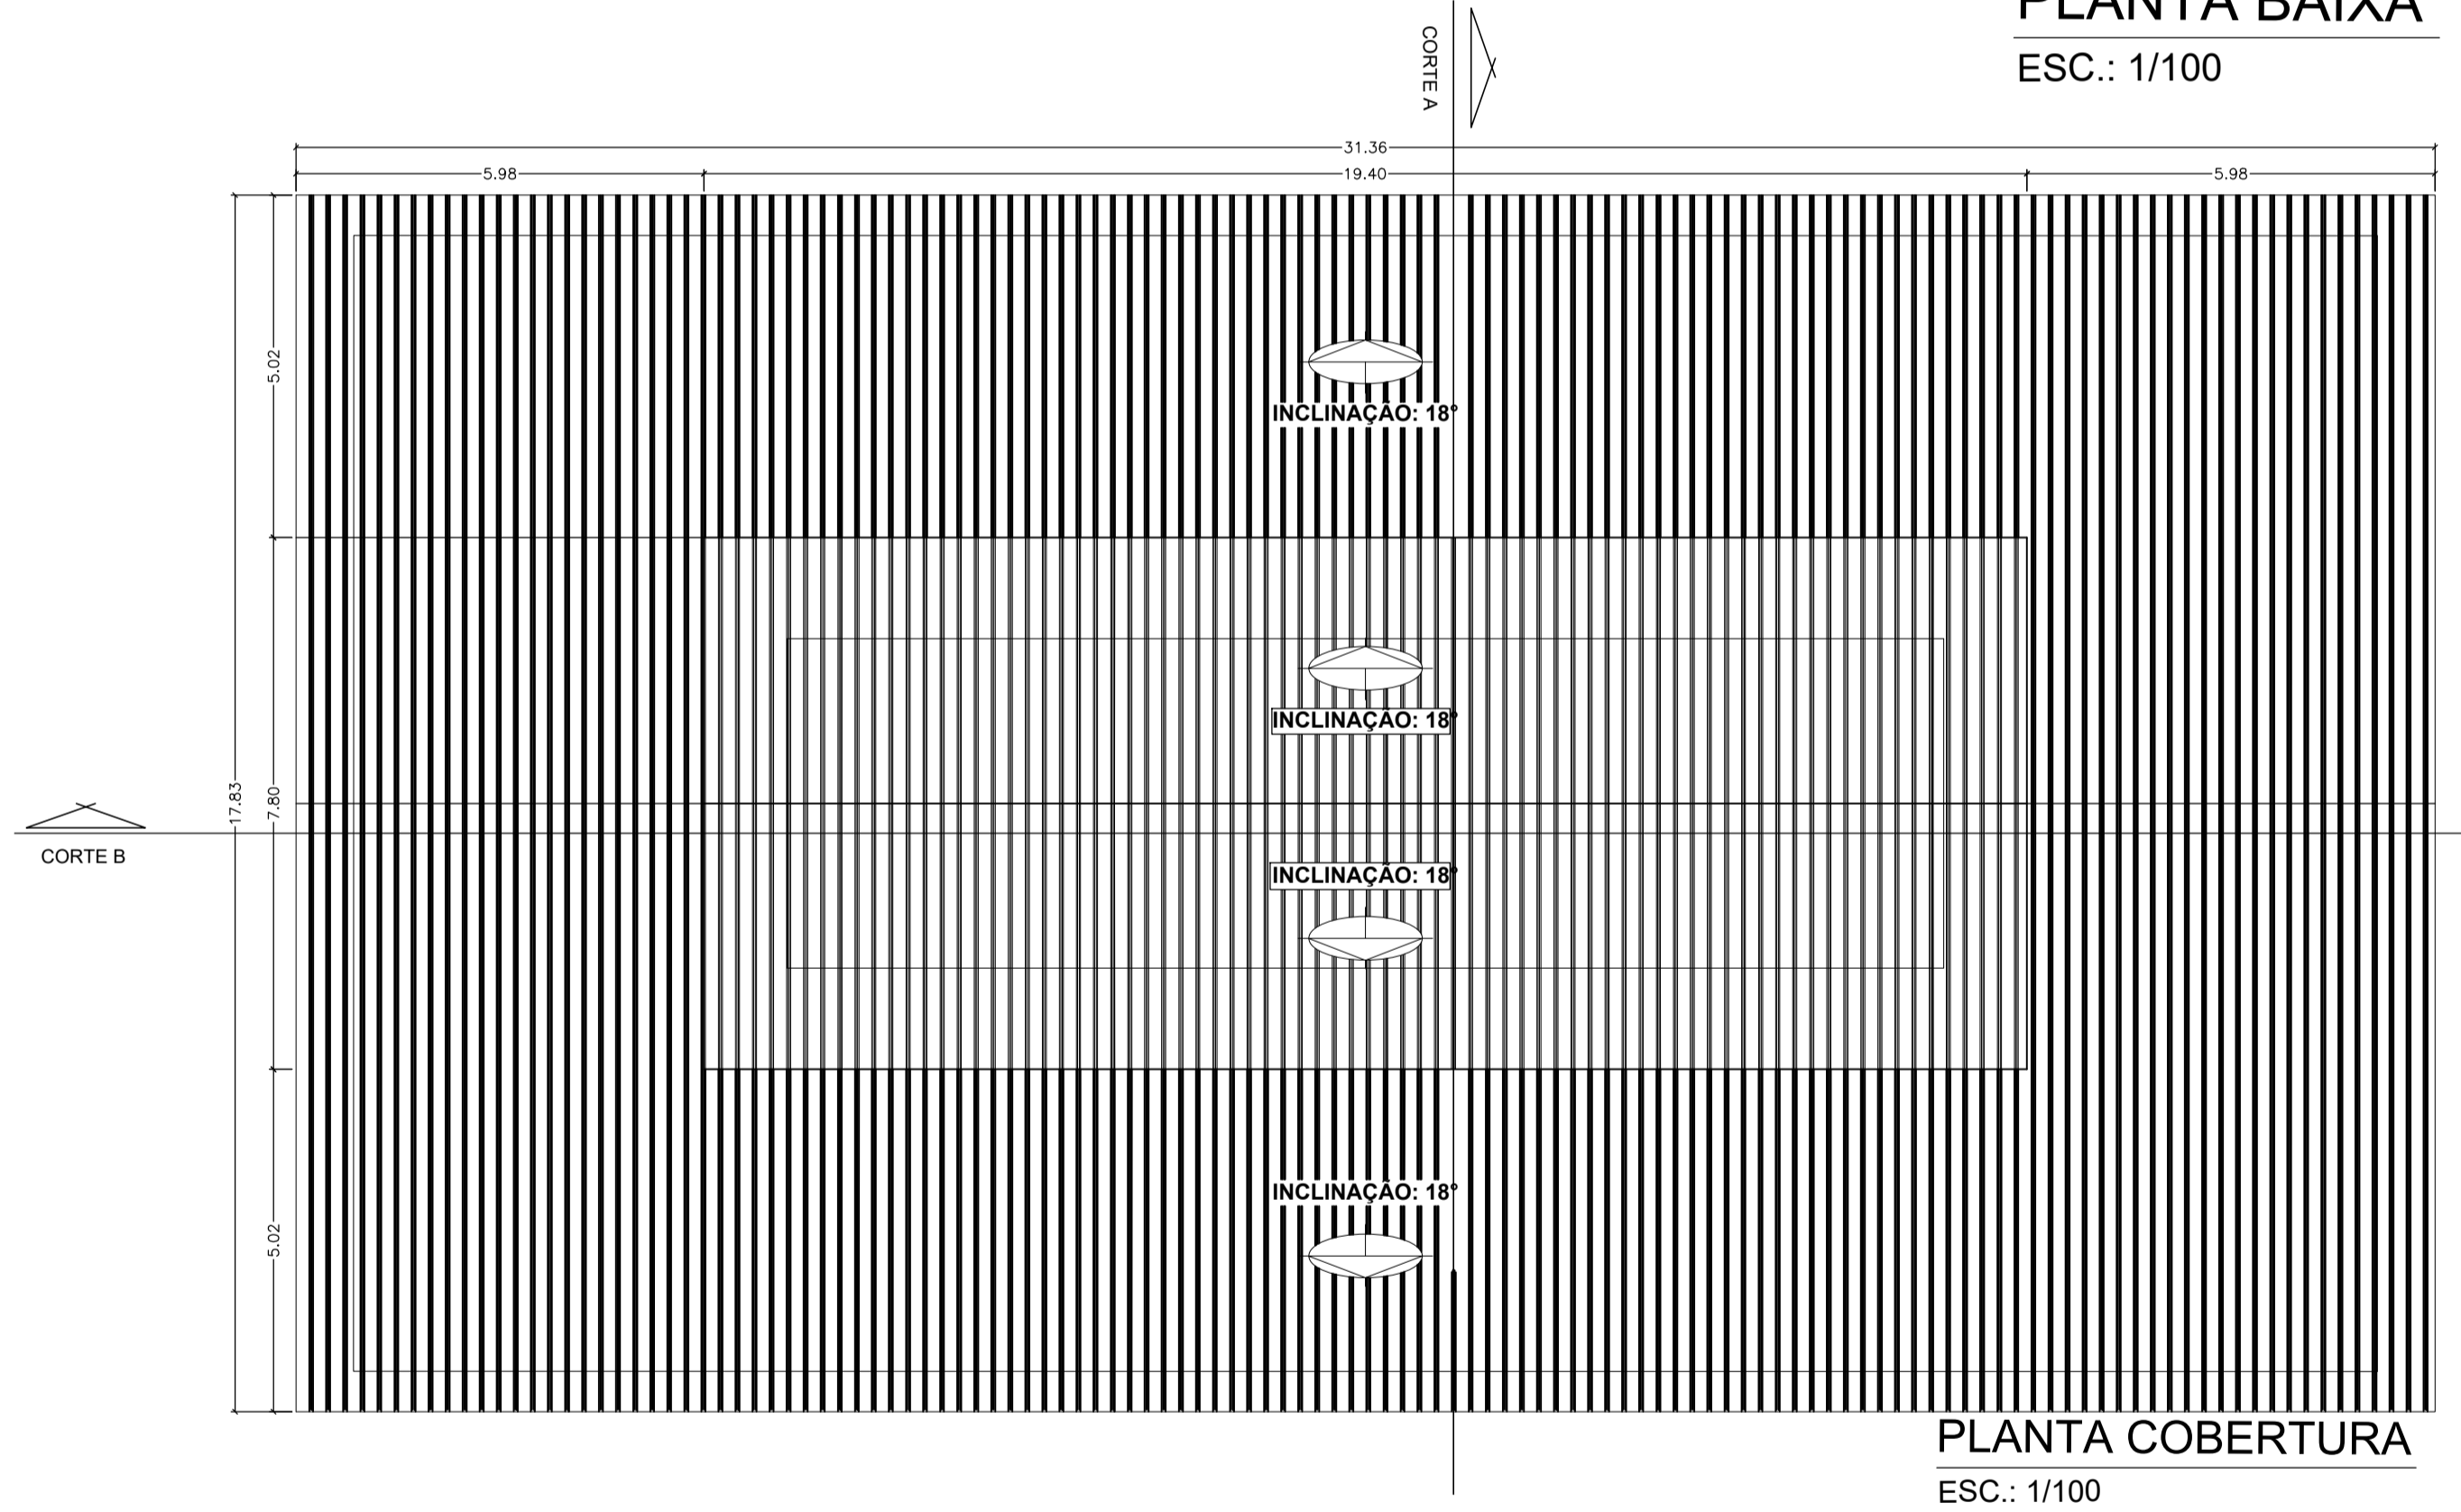 PLANTA BAIXA
ESC.: 1/100
CORTE A
31.36
5.98
19.40
5.98
5.02
INCLINAÇÃO: 18°
INCLINAÇÃO: 18°
17.83
7.80
CORTE B
INCLINAÇÃO: 18°
INCLINAÇÃO: 18°
5.02
PLANTA COBERTURA
ESC.: 1/100